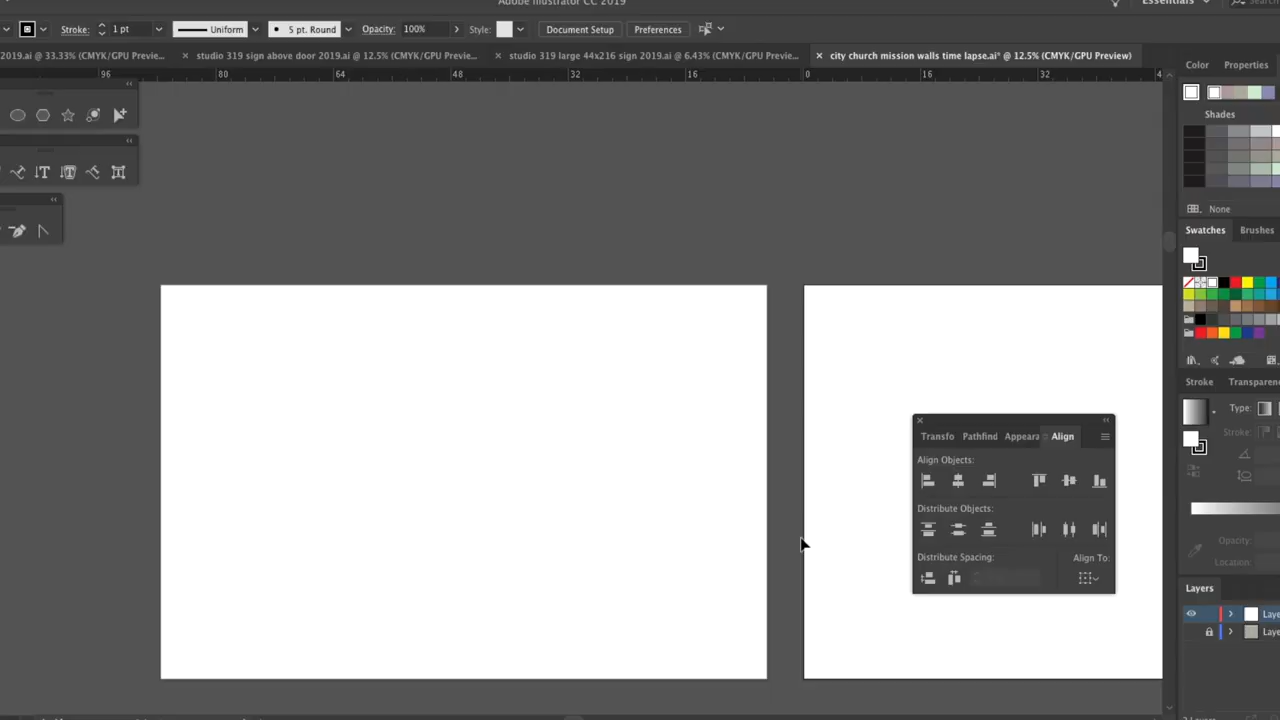 Adobe Illustrator CC 2019
Essentials
Stroke: 1 pt Uniform 5 pt. Round Opacity: 100% Style: Document Setup Preferences
2019.ai @ 33.33% (CMYK/GPU Previe... × studio 319 sign above door 2019.ai @ 12.5% (CMYK/GPU Previe... × studio 319 large 44x216 sign 2019.ai @ 6.43% (CMYK/GPU Previe... × city church mission walls time lapse.ai* @ 12.5% (CMYK/GPU Preview)
96 80 64 48 32 16 0 16 32 4
Color Properties
Shades
None
Swatches Brushes
Stroke Transparen
Type:
Stroke:
Opacity:
Location:
Transfo Pathfind Appeara Align
Align Objects:
Distribute Objects:
Distribute Spacing: Align To:
Layers
Laye
Laye